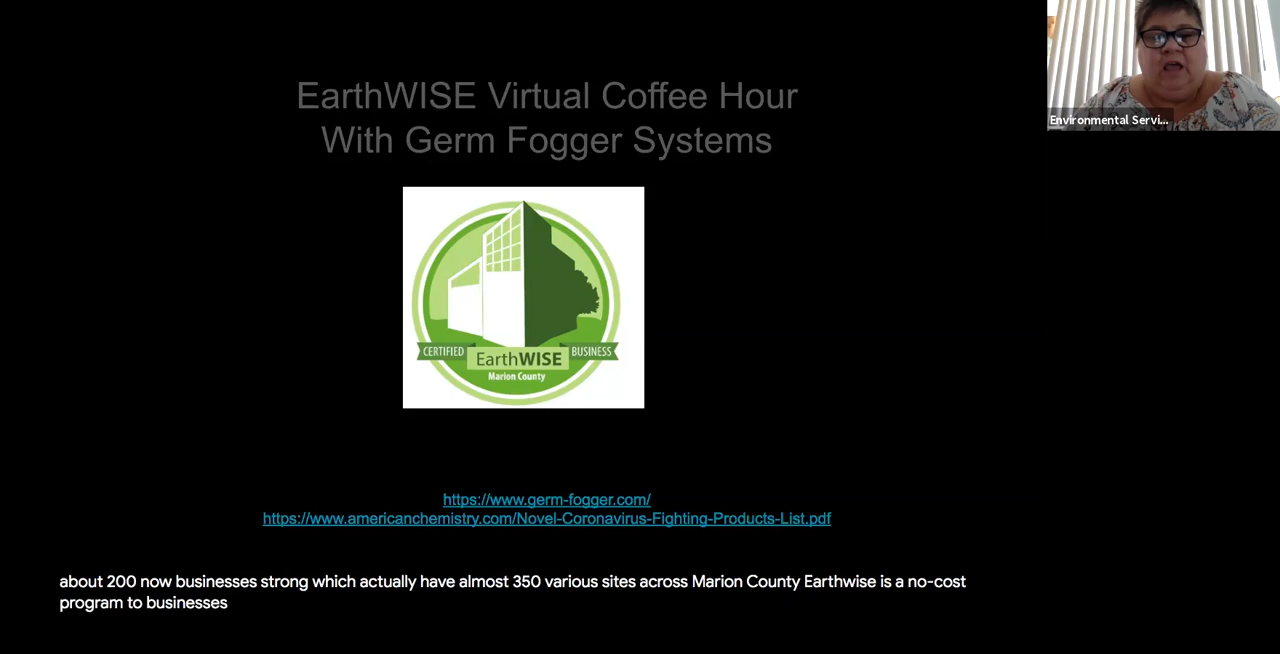 EarthWISE Virtual Coffee Hour
With Germ Fogger Systems
Environmental Servi...
CERTIFIED EarthWISE BUSINESS
Marion County
https://www.germ-fogger.com/
https://www.americanchemistry.com/Novel-Coronavirus-Fighting-Products-List.pdf
about 200 now businesses strong which actually have almost 350 various sites across Marion County Earthwise is a no-cost
program to businesses